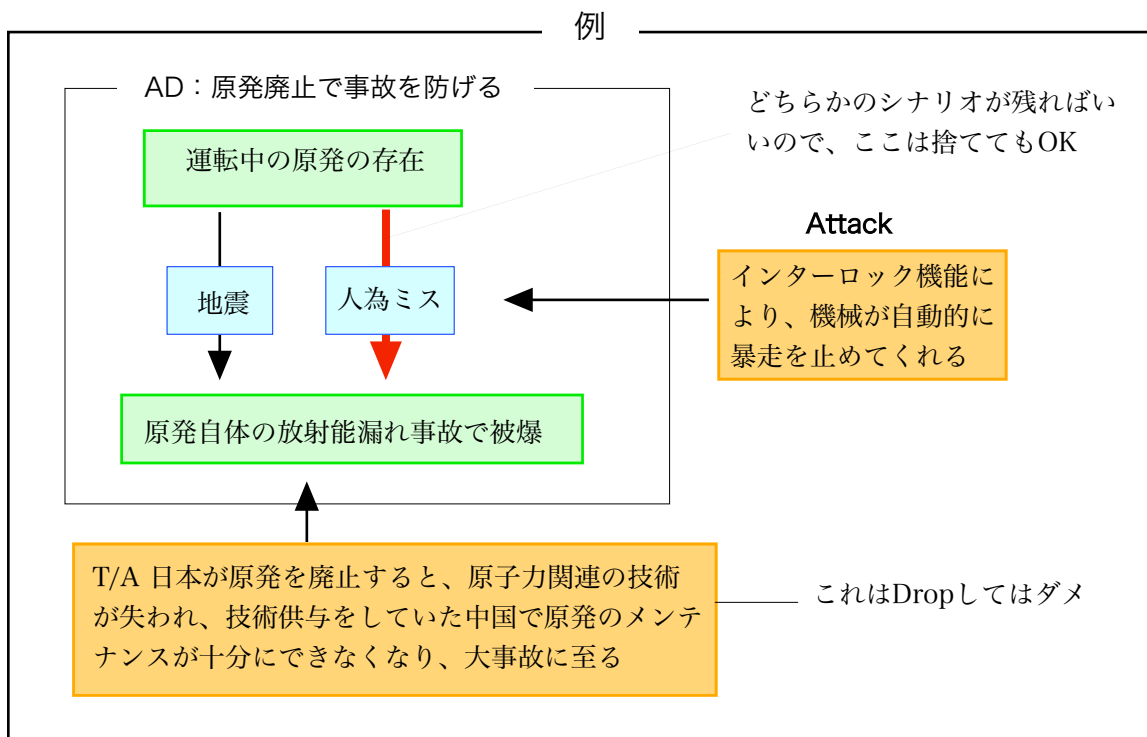 例
AD：原発廃止で事故を防げる
どちらかのシナリオが残ればい
いので、ここは捨ててもOK
運転中の原発の存在
Attack
地震
人為ミス
インターロック機能に
より、機械が自動的に
暴走を止めてくれる
原発自体の放射能漏れ事故で被爆
T/A 日本が原発を廃止すると、原子力関連の技術
が失われ、技術供与をしていた中国で原発のメンテ
ナンスが十分にできなくなり、大事故に至る
これはDropしてはダメ